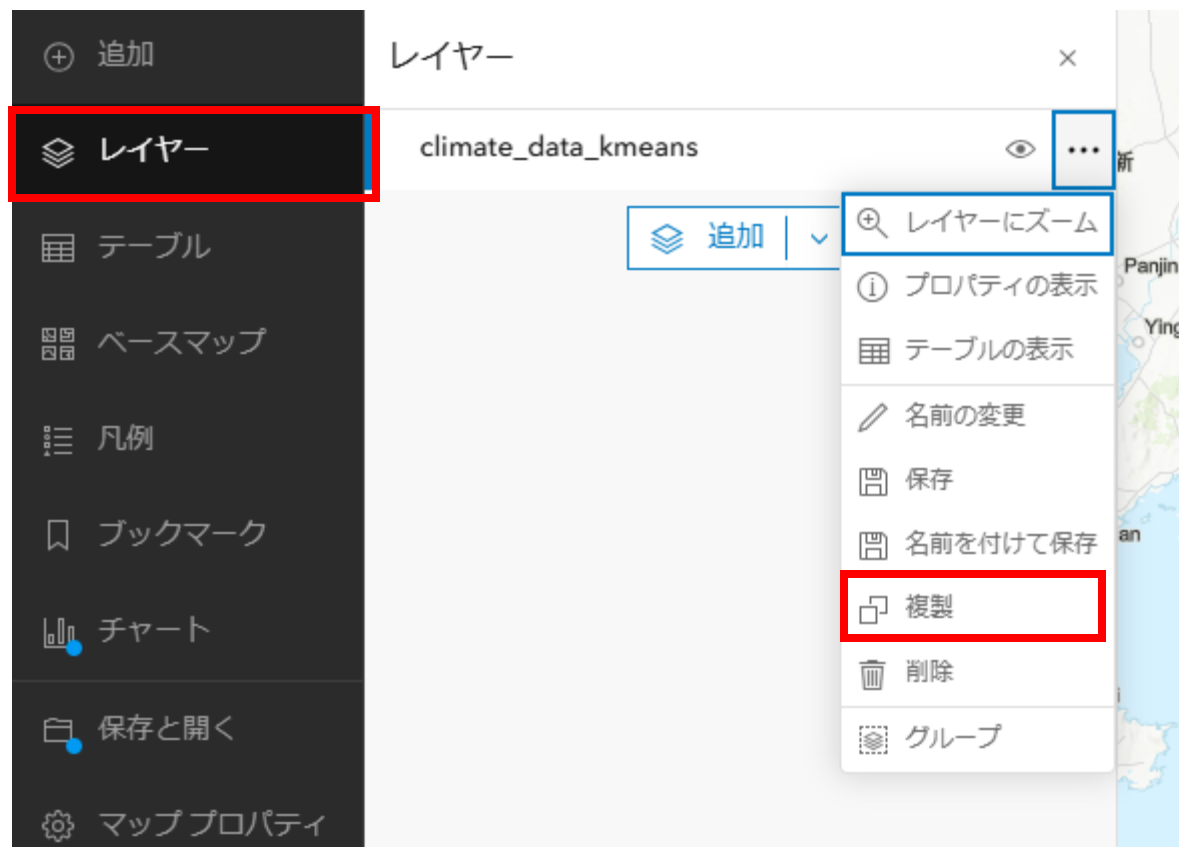 追加
レイヤー
テーブル
ベースマップ
凡例
ブックマーク
チャート
保存と開く
マップ プロパティ
レイヤー
climate_data_kmeans
追加
レイヤーにズーム
プロパティの表示
テーブルの表示
名前の変更
保存
名前を付けて保存
複製
削除
グループ
新
Panjin
Ying
an